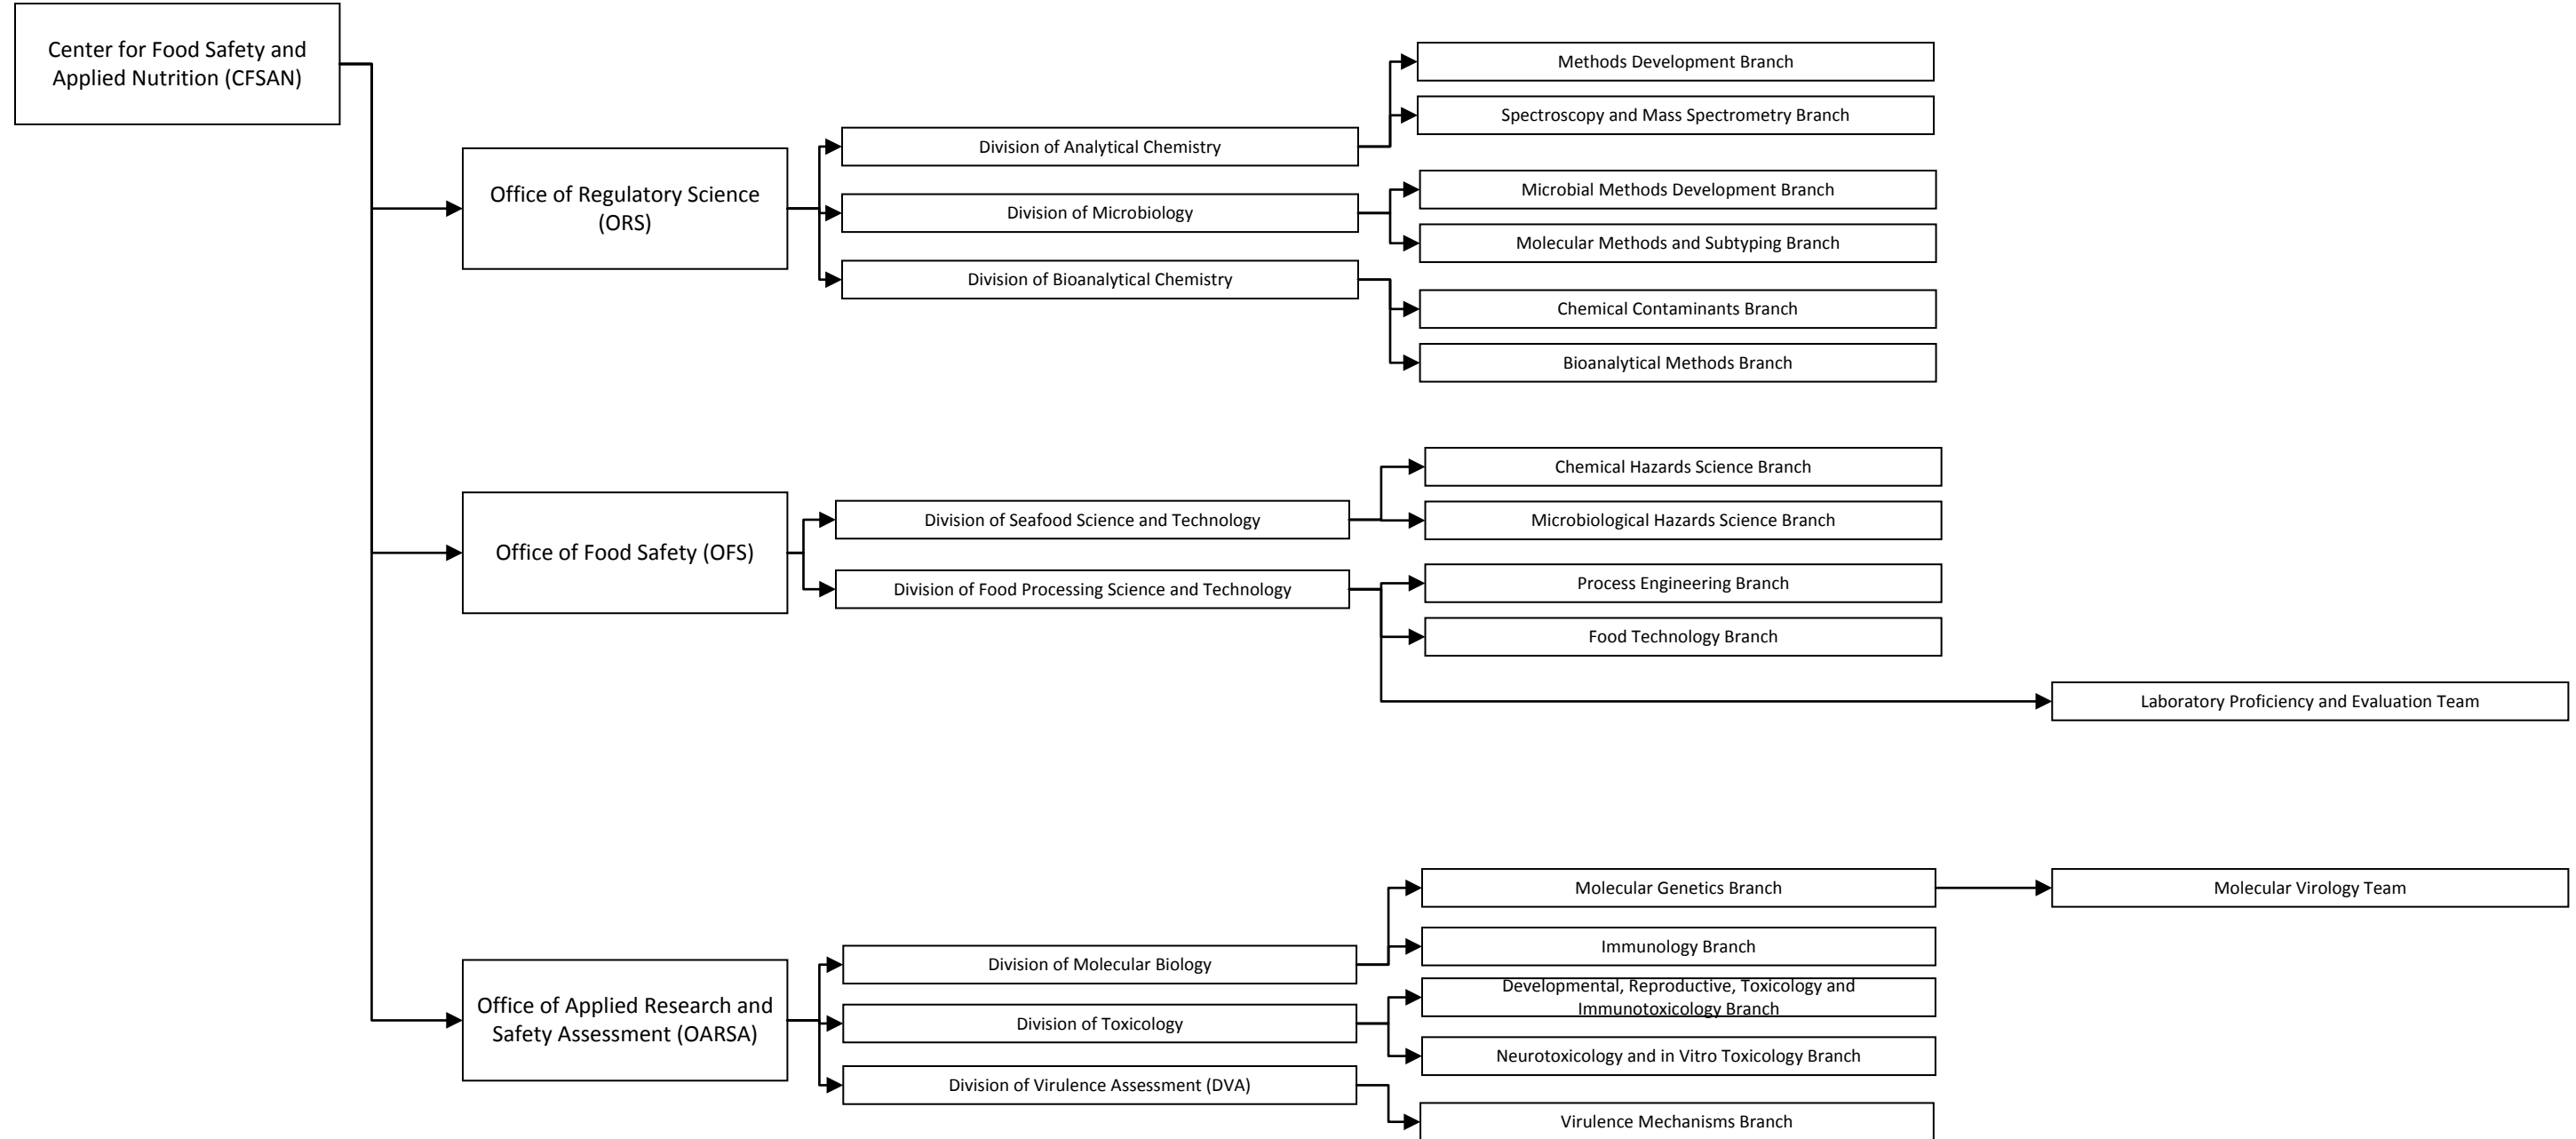 Center for Food Safety and
Applied Nutrition (CFSAN)
Office of Regulatory Science
(ORS)
Division of Analytical Chemistry
Methods Development Branch
Spectroscopy and Mass Spectrometry Branch
Division of Microbiology
Microbial Methods Development Branch
Molecular Methods and Subtyping Branch
Division of Bioanalytical Chemistry
Chemical Contaminants Branch
Bioanalytical Methods Branch
Office of Food Safety (OFS)
Division of Seafood Science and Technology
Chemical Hazards Science Branch
Microbiological Hazards Science Branch
Division of Food Processing Science and Technology
Process Engineering Branch
Food Technology Branch
Laboratory Proficiency and Evaluation Team
Office of Applied Research and
Safety Assessment (OARSA)
Division of Molecular Biology
Molecular Genetics Branch
Molecular Virology Team
Immunology Branch
Division of Toxicology
Developmental, Reproductive, Toxicology and
Immunotoxicology Branch
Neurotoxicology and in Vitro Toxicology Branch
Division of Virulence Assessment (DVA)
Virulence Mechanisms Branch